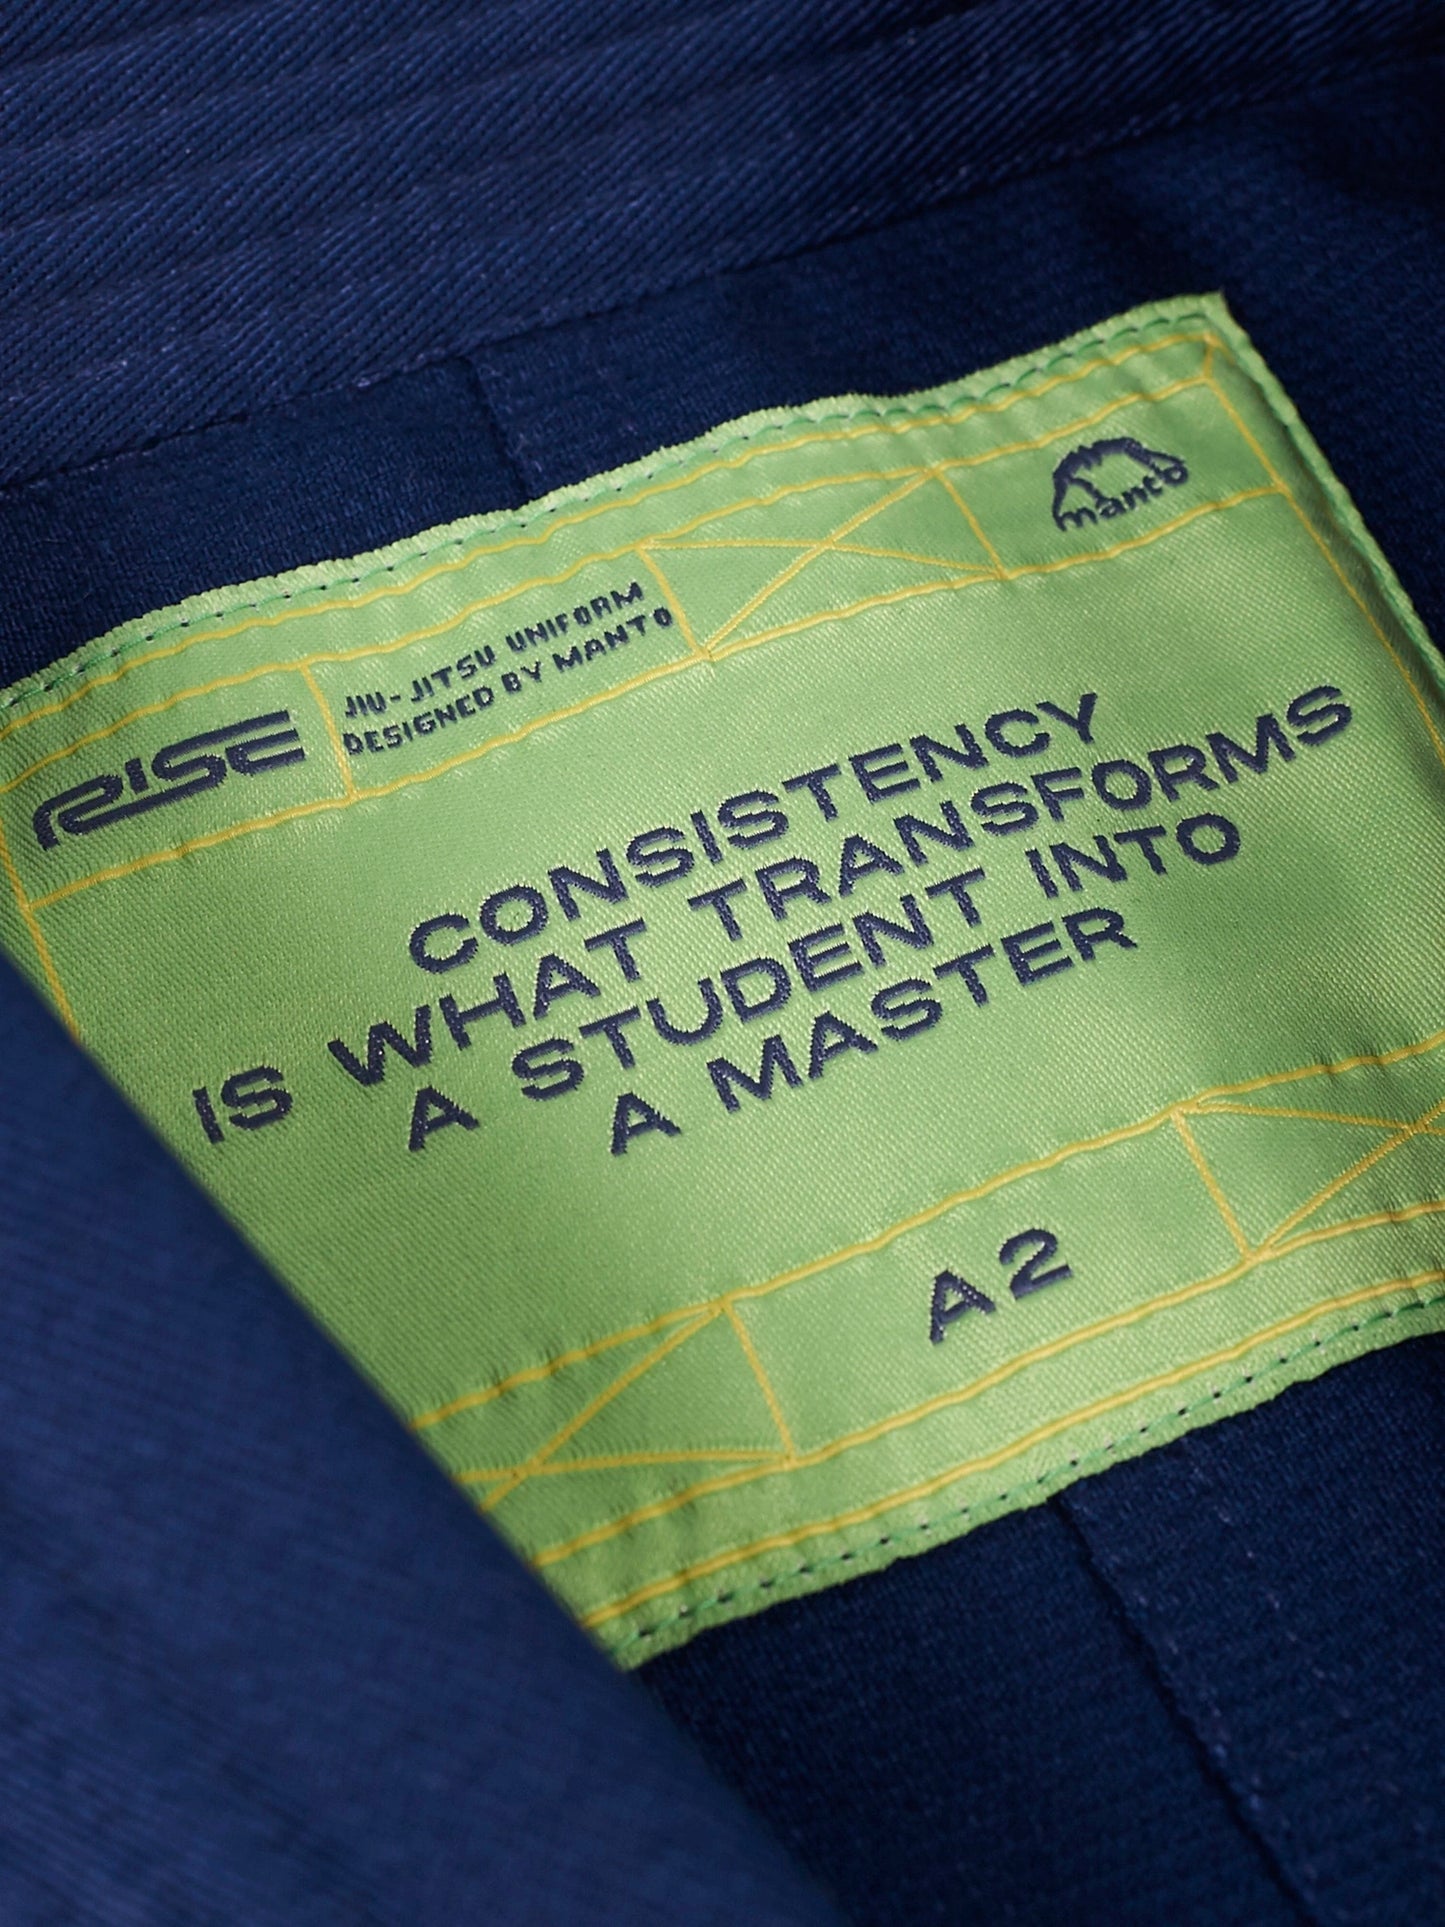 RISE
JIU-JITSU UNIFORM
DESIGNED BY MANTO
manto
CONSISTENCY
IS WHAT TRANSFORMS
A STUDENT INTO
A MASTER
A2